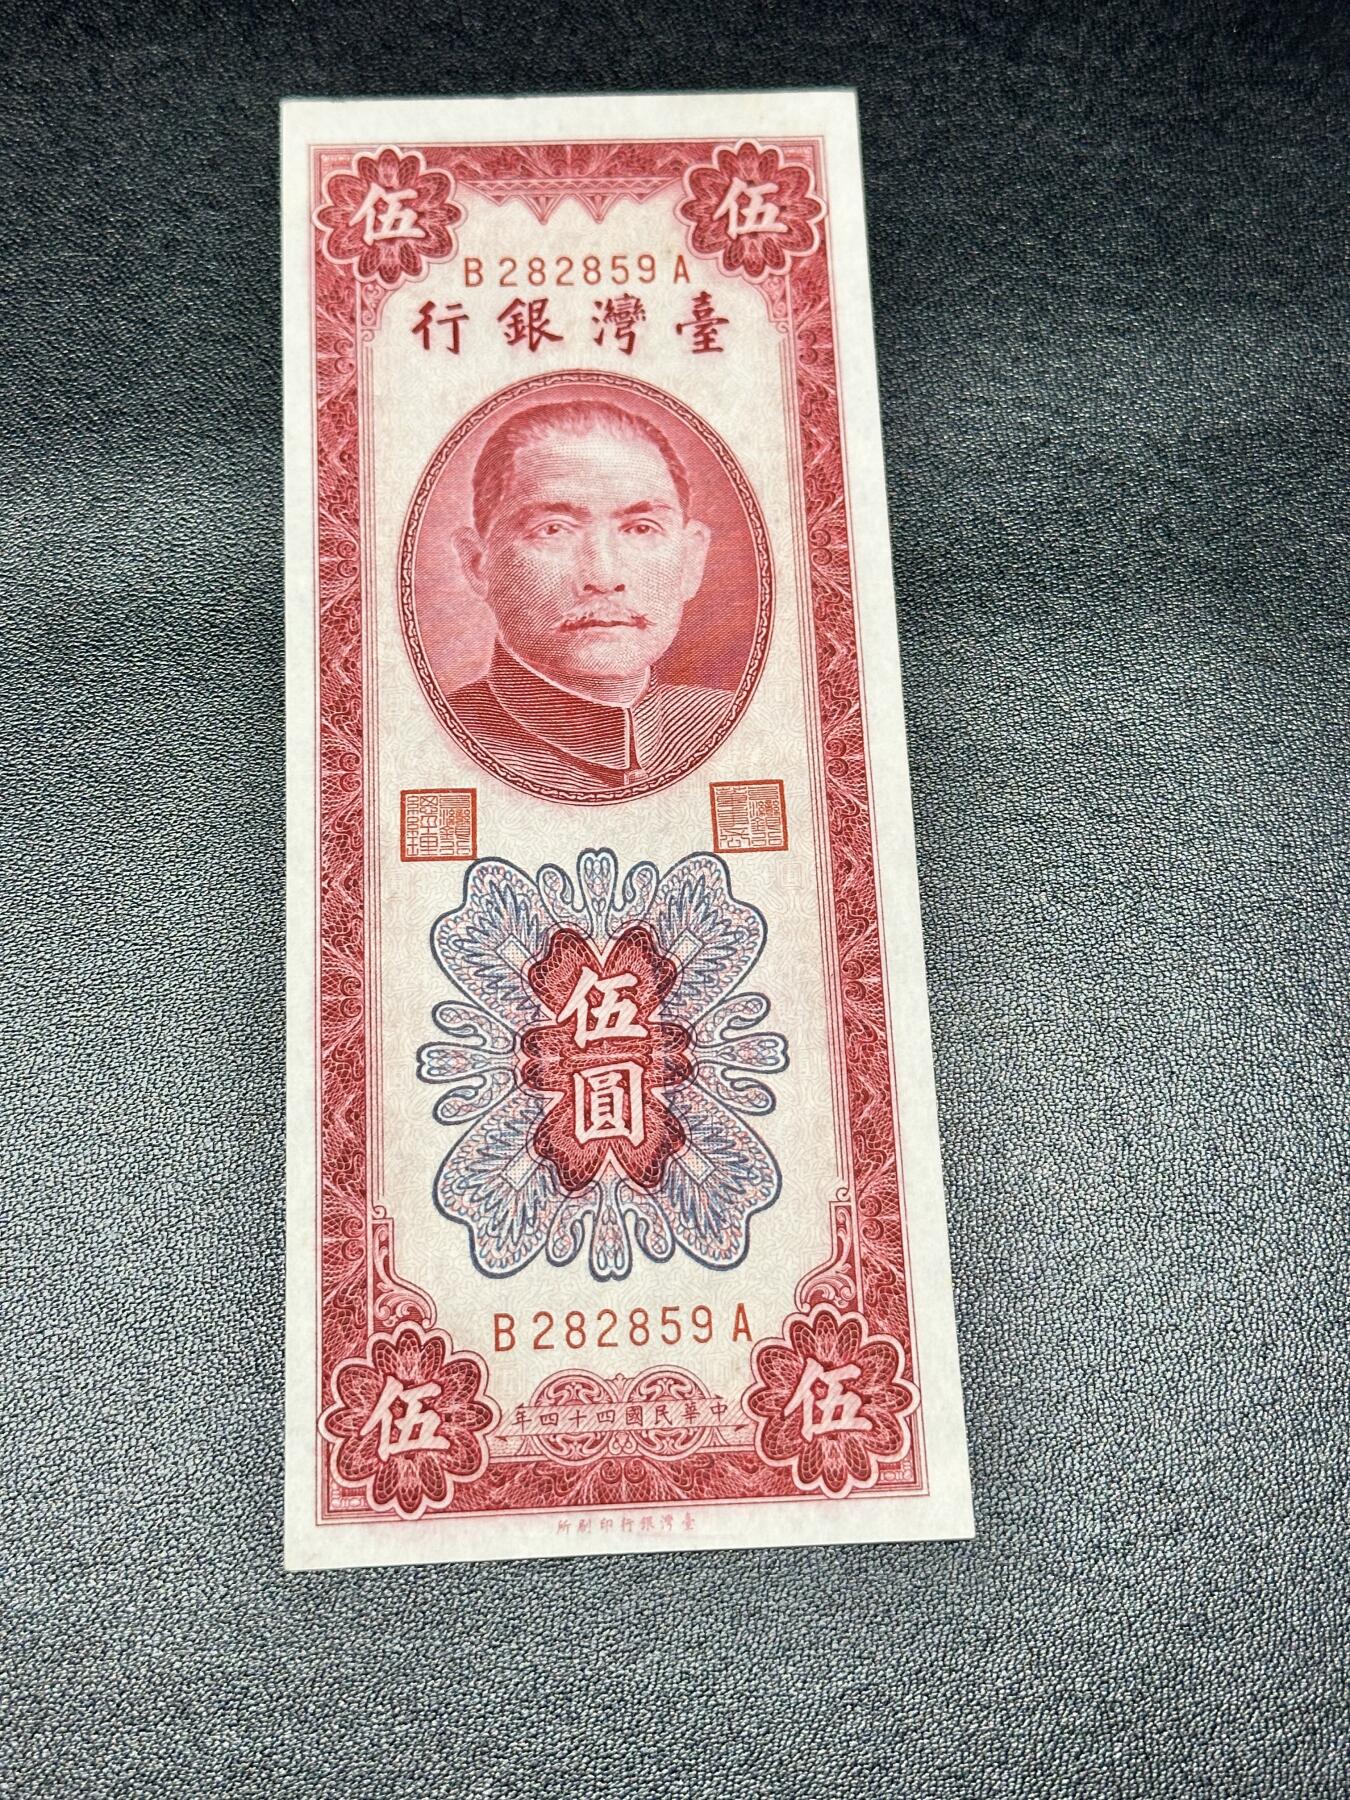 伍 伍
B282859A
臺灣銀行
伍圓
B282859A
伍 伍
中華民國四十四年
臺灣銀行印刷所